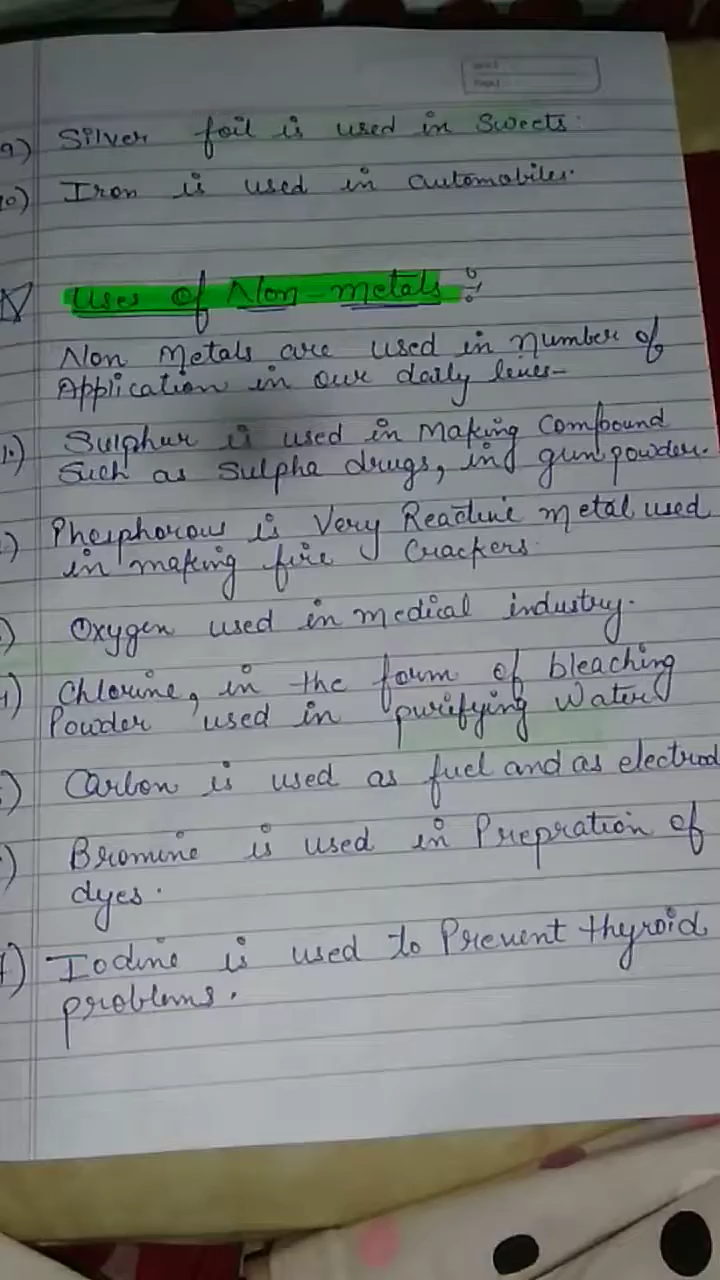 9) Silver foil is used in Sweets.
10) Iron is used in automobiles.
Uses of Non-metals :
Non Metals are used in number of
Application in our daily lives-
1.) Sulphur is used in Making Compound
Such as Sulpha drugs, in gunpowder.
Phosphorous is Very Reactive metal used
in making fire Crackers.
Oxygen used in medical industry.
4) Chlorine, in the form of bleaching
Powder used in purifying Water
Carbon is used as fuel and as electrod
Bromine is used in Prepration of
dyes.
7) Iodine is used to Prevent thyroid
problems.